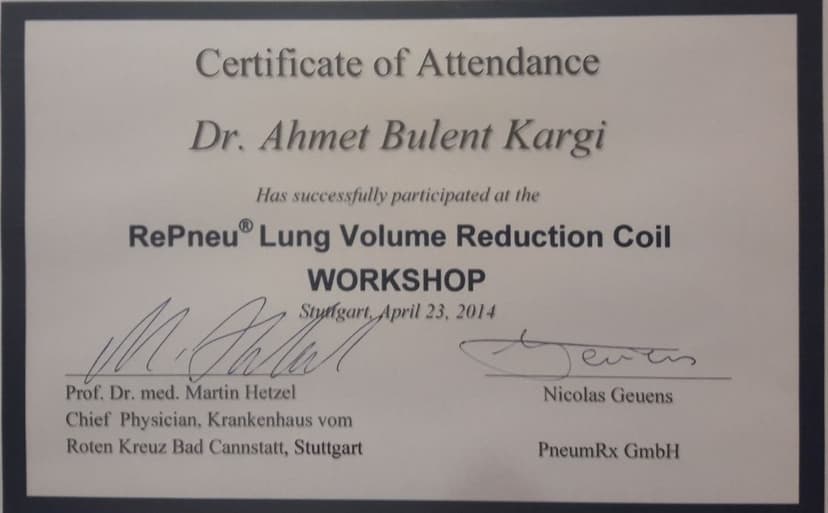 Certificate of Attendance
Dr. Ahmet Bulent Kargi
Has successfully participated at the
RePneu® Lung Volume Reduction Coil
WORKSHOP
Stuttgart, April 23, 2014
Geuens
Prof. Dr. med. Martin Hetzel
Chief Physician, Krankenhaus vom
Roten Kreuz Bad Cannstatt, Stuttgart
Nicolas Geuens
PneumRx GmbH